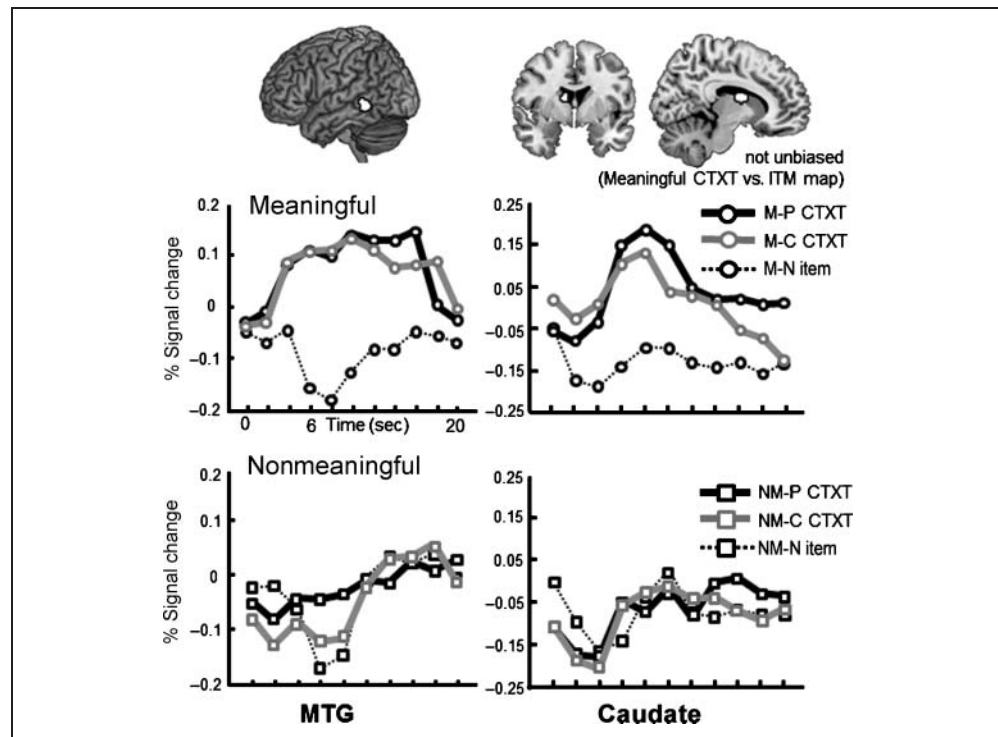 not unbiased
(Meaningful CTXT vs. ITM map)
Meaningful
% Signal change
0.2
0.1
0
–0.1
–0.2
0
6
Time (sec)
20
0.25
0.15
0.05
–0.05
–0.15
–0.25
M-P CTXT
M-C CTXT
M-N item
Nonmeaningful
% Signal change
0.2
0.1
0
–0.1
–0.2
MTG
0.25
0.15
0.05
–0.05
–0.15
–0.25
NM-P CTXT
NM-C CTXT
NM-N item
Caudate